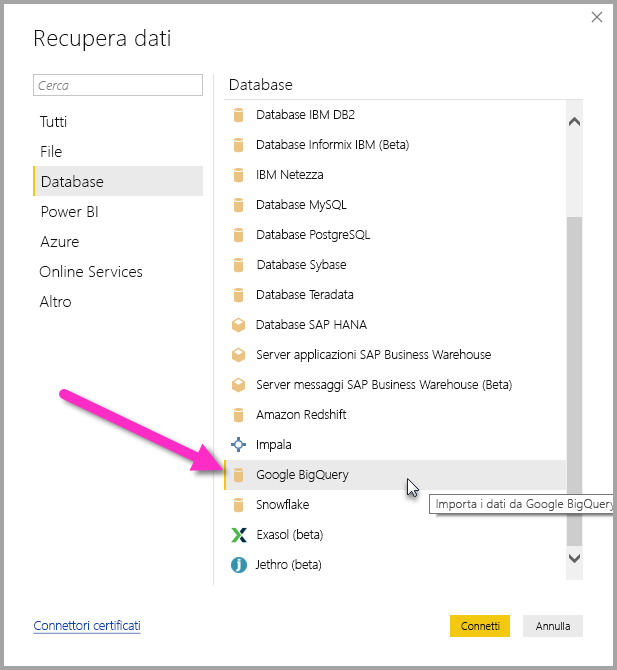 Recupera dati
Cerca
Tutti
File
Database
Power BI
Azure
Online Services
Altro
Database
Database IBM DB2
Database Informix IBM (Beta)
IBM Netezza
Database MySQL
Database PostgreSQL
Database Sybase
Database Teradata
Database SAP HANA
Server applicazioni SAP Business Warehouse
Server messaggi SAP Business Warehouse (Beta)
Amazon Redshift
Impala
Google BigQuery
Importa i dati da Google BigQuery
Snowflake
Exasol (beta)
Jethro (beta)
Connettori certificati
Connetti
Annulla